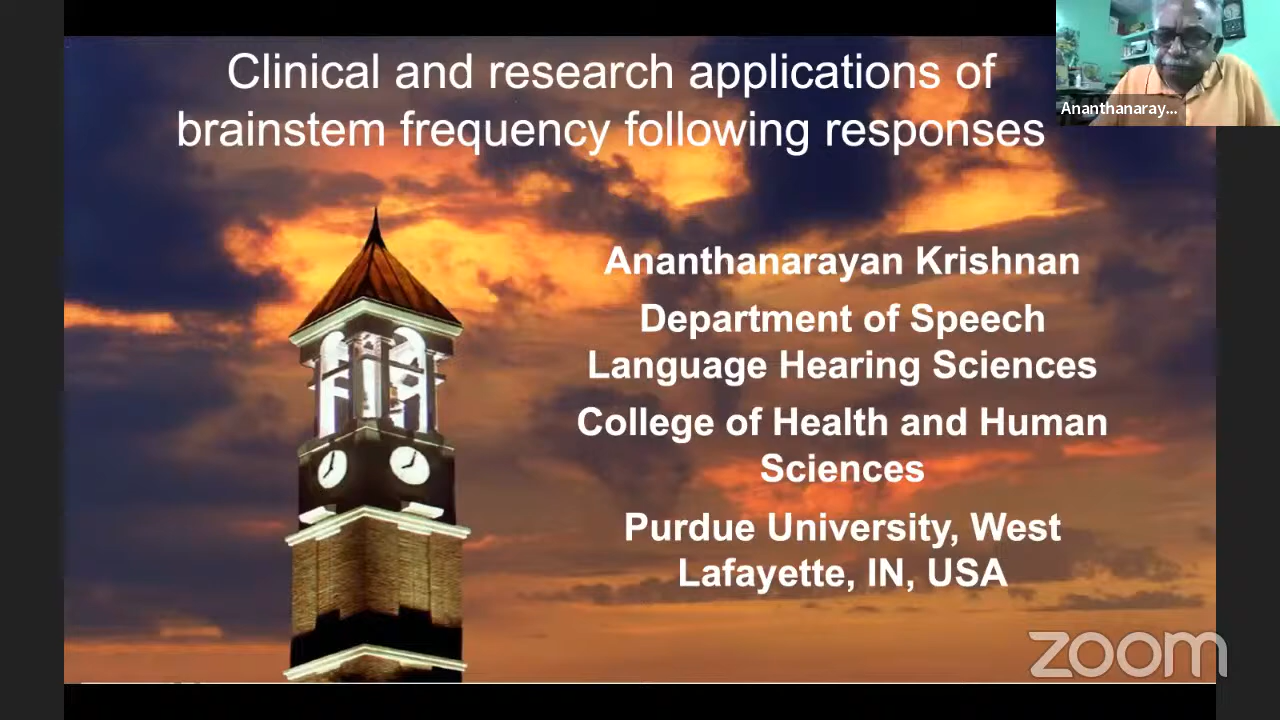 Clinical and research applications of
brainstem frequency following responses
Ananthanaray...
Ananthanarayan Krishnan
Department of Speech
Language Hearing Sciences
College of Health and Human
Sciences
Purdue University, West
Lafayette, IN, USA
zoom